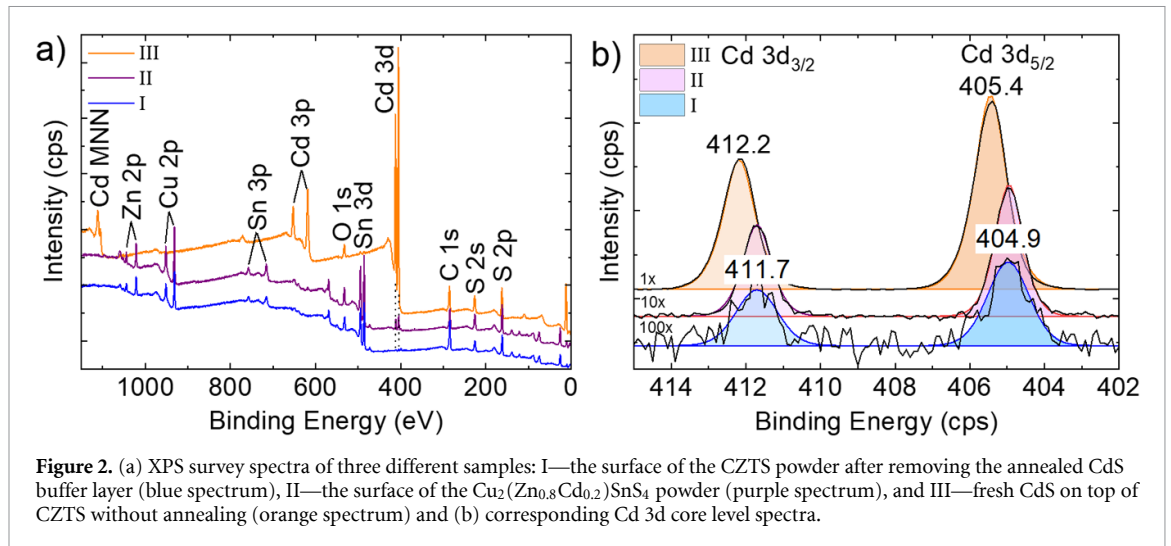 a)
III
II
I
Cd MNN
Zn 2p
Cu 2p
Sn 3p
Cd 3p
O 1s
Sn 3d
Cd 3d
C 1s
S 2s
S 2p
Intensity (cps)
1000
800
600
400
200
0
Binding Energy (eV)
b)
III
II
I
Cd 3d3/2
Cd 3d5/2
405.4
412.2
404.9
411.7
1x
10x
100x
Intensity (cps)
414
412
410
408
406
404
402
Binding Energy (cps)
Figure 2. (a) XPS survey spectra of three different samples: I—the surface of the CZTS powder after removing the annealed CdS
buffer layer (blue spectrum), II—the surface of the Cu₂(Zn₀.₈Cd₀.₂)SnS₄ powder (purple spectrum), and III—fresh CdS on top of
CZTS without annealing (orange spectrum) and (b) corresponding Cd 3d core level spectra.